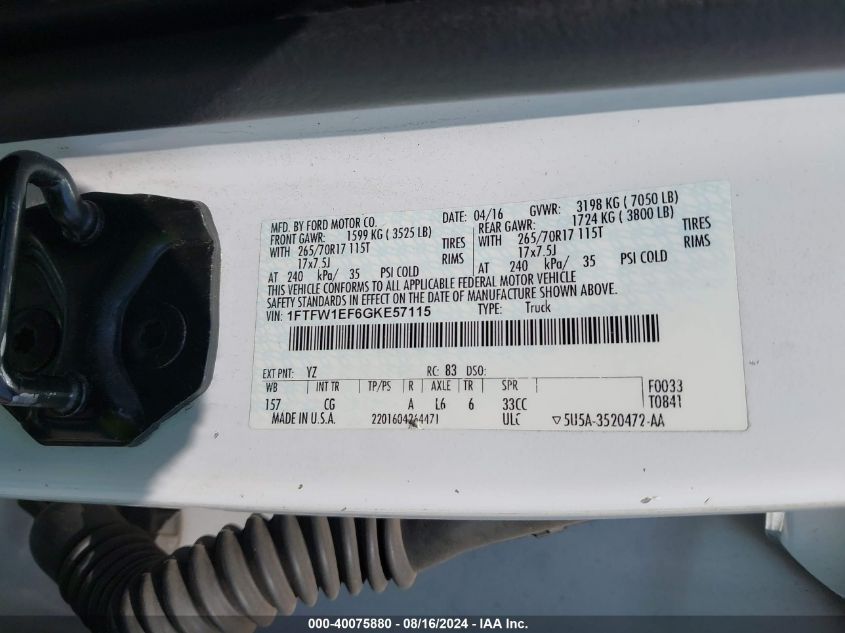 MFD. BY FORD MOTOR CO. DATE: 04/16 GVWR: 3198 KG ( 7050 LB)
FRONT GAWR: 1599 KG ( 3525 LB) REAR GAWR: 1724 KG ( 3800 LB)
WITH 265/70R17 115T TIRES WITH 265/70R17 115T TIRES
17x7.5J RIMS 17x7.5J RIMS
AT 240 kPa/ 35 PSI COLD AT 240 kPa/ 35 PSI COLD
THIS VEHICLE CONFORMS TO ALL APPLICABLE FEDERAL MOTOR VEHICLE
SAFETY STANDARDS IN EFFECT ON THE DATE OF MANUFACTURE SHOWN ABOVE.
VIN: 1FTFW1EF6GKE57115 TYPE: Truck
EXT PNT: YZ RC: 83 DSO: F0033
WB INT TR TP/PS R AXLE TR SPR T0841
157 CG A L6 6 33CC
MADE IN U.S.A. ULC ▽5U5A-3520472-AA
000-40075880 - 08/16/2024 - IAA Inc.